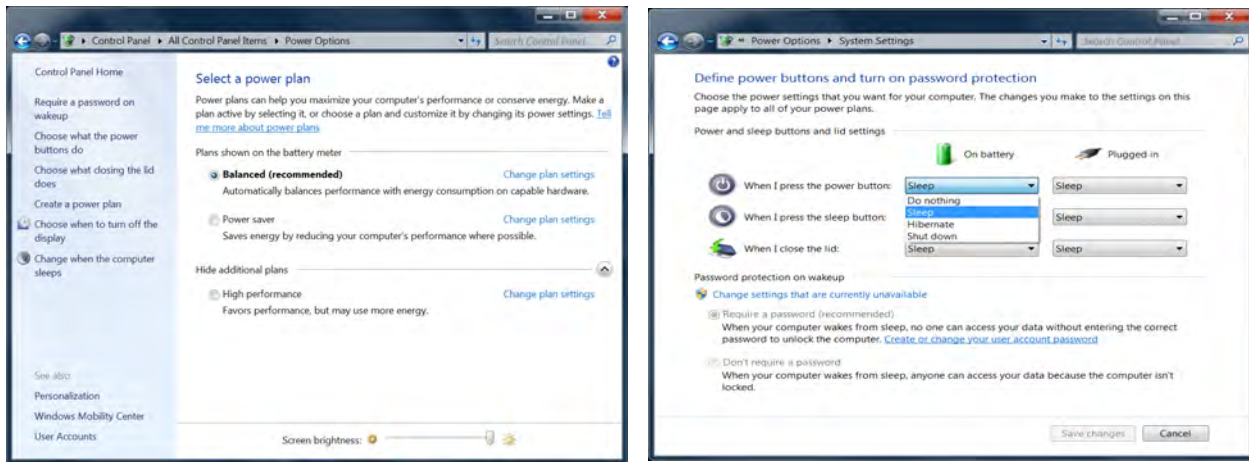 Control Panel ▸ All Control Panel Items ▸ Power Options
Search Control Panel
Control Panel Home
Require a password on
wakeup
Choose what the power
buttons do
Choose what closing the lid
does
Create a power plan
Choose when to turn off the
display
Change when the computer
sleeps
See also
Personalization
Windows Mobility Center
User Accounts
Select a power plan
Power plans can help you maximize your computer's performance or conserve energy. Make a
plan active by selecting it, or choose a plan and customize it by changing its power settings. Tell
me more about power plans
Plans shown on the battery meter
Balanced (recommended) Change plan settings
Automatically balances performance with energy consumption on capable hardware.
Power saver Change plan settings
Saves energy by reducing your computer's performance where possible.
Hide additional plans
High performance Change plan settings
Favors performance, but may use more energy.
Screen brightness:
Power Options ▸ System Settings
Search Control Panel
Define power buttons and turn on password protection
Choose the power settings that you want for your computer. The changes you make to the settings on this
page apply to all of your power plans.
Power and sleep buttons and lid settings
On battery Plugged in
When I press the power button: Sleep Sleep
Do nothing
Sleep
When I press the sleep button: Sleep
Hibernate
Shut down
When I close the lid: Sleep Sleep
Password protection on wakeup
Change settings that are currently unavailable
Require a password (recommended)
When your computer wakes from sleep, no one can access your data without entering the correct
password to unlock the computer. Create or change your user account password
Don't require a password
When your computer wakes from sleep, anyone can access your data because the computer isn't
locked.
Save changes Cancel